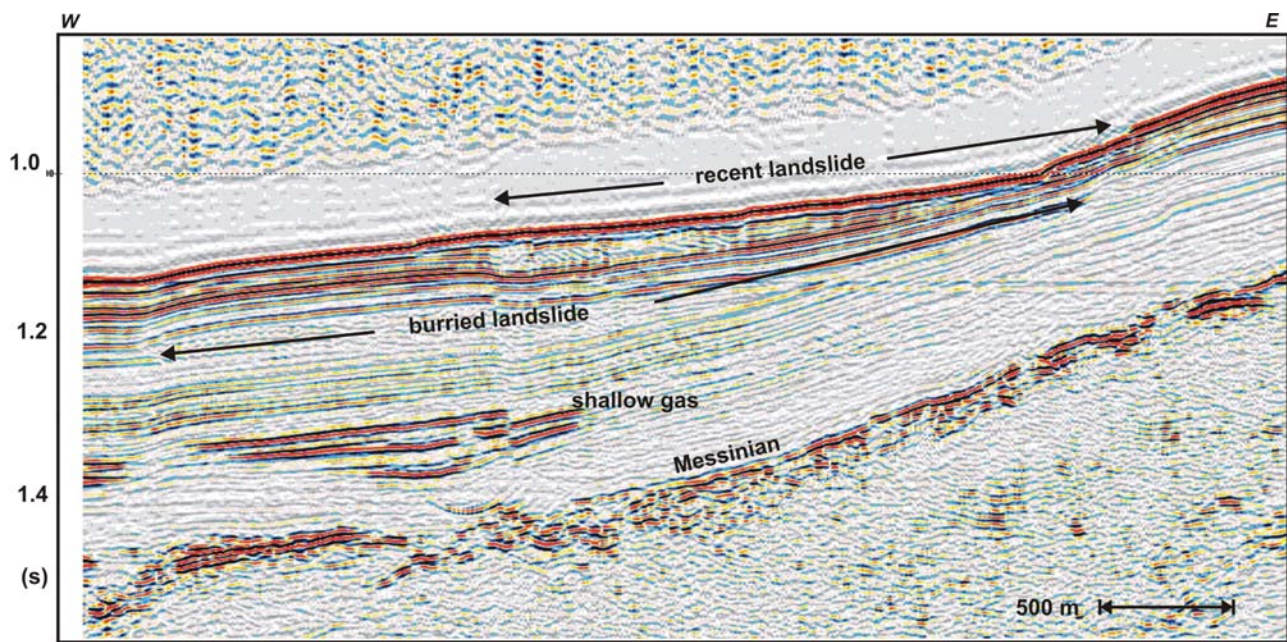 W
E
1.0
recent landslide
burried landslide
1.2
shallow gas
Messinian
1.4
(s)
500 m